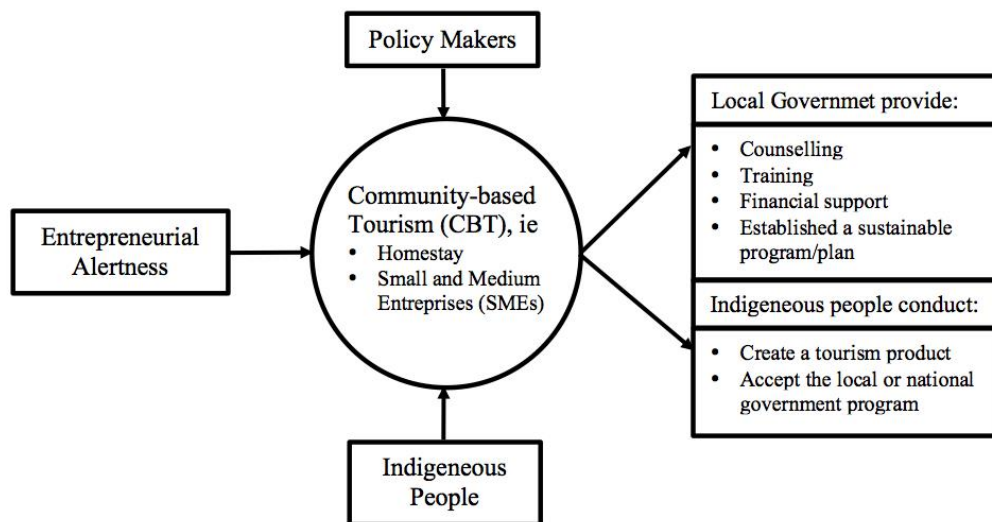 Policy Makers
Entrepreneurial
Alertness
Community-based
Tourism (CBT), ie
• Homestay
• Small and Medium
Entreprises (SMEs)
Indigeneous
People
Local Governmet provide:
• Counselling
• Training
• Financial support
• Established a sustainable
program/plan
Indigeneous people conduct:
• Create a tourism product
• Accept the local or national
government program